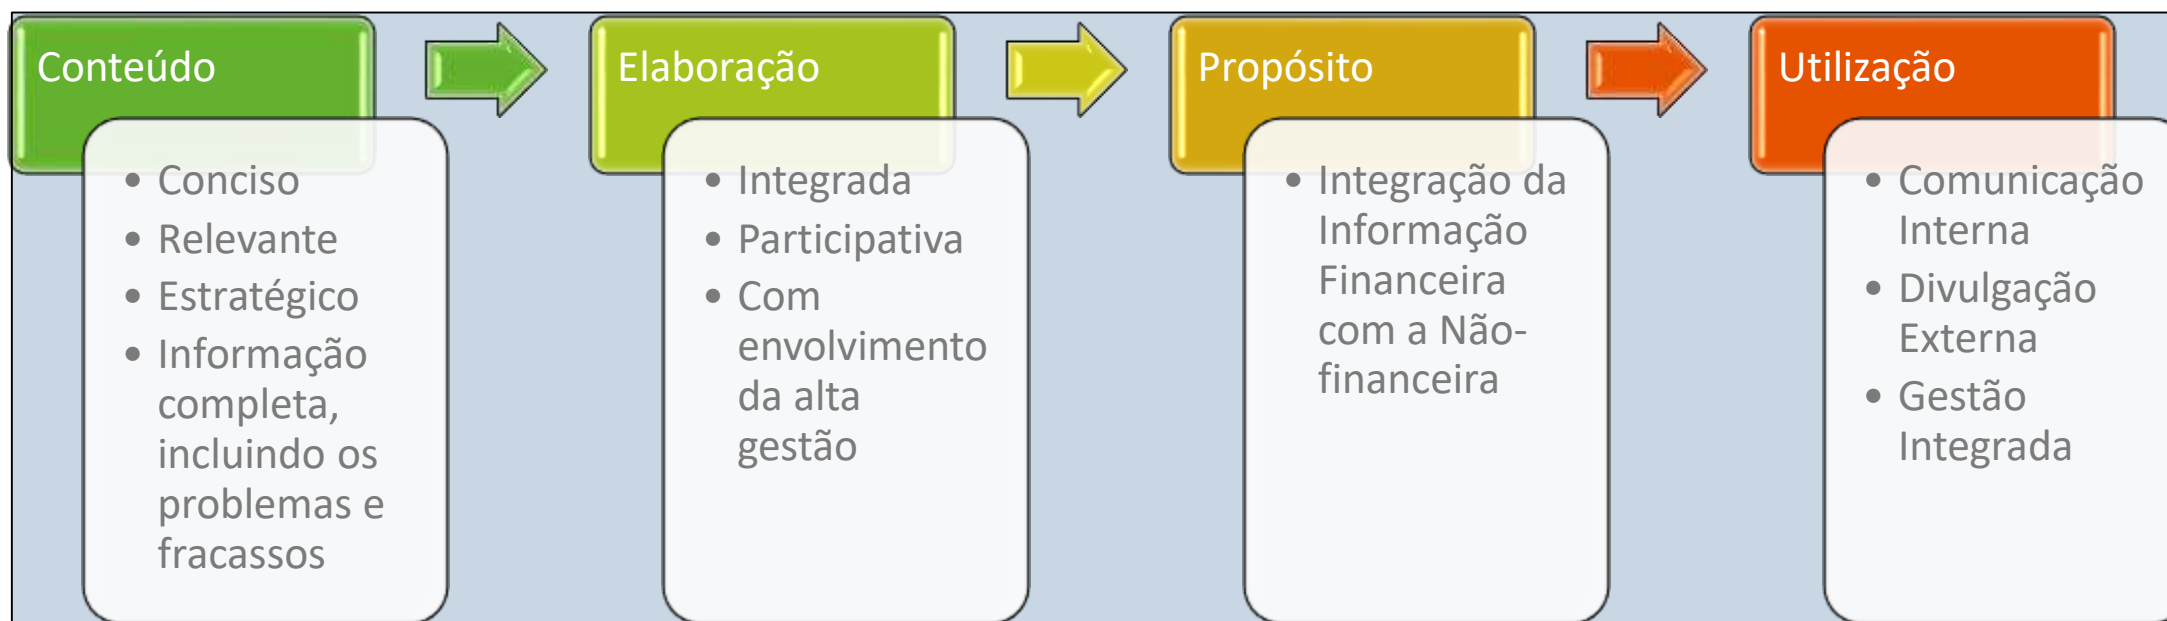 Conteúdo
• Conciso
• Relevante
• Estratégico
• Informação
completa,
incluindo os
problemas e
fracassos
Elaboração
• Integrada
• Participativa
• Com
envolvimento
da alta
gestão
Propósito
• Integração da
Informação
Financeira
com a Não-
financeira
Utilização
• Comunicação
Interna
• Divulgação
Externa
• Gestão
Integrada